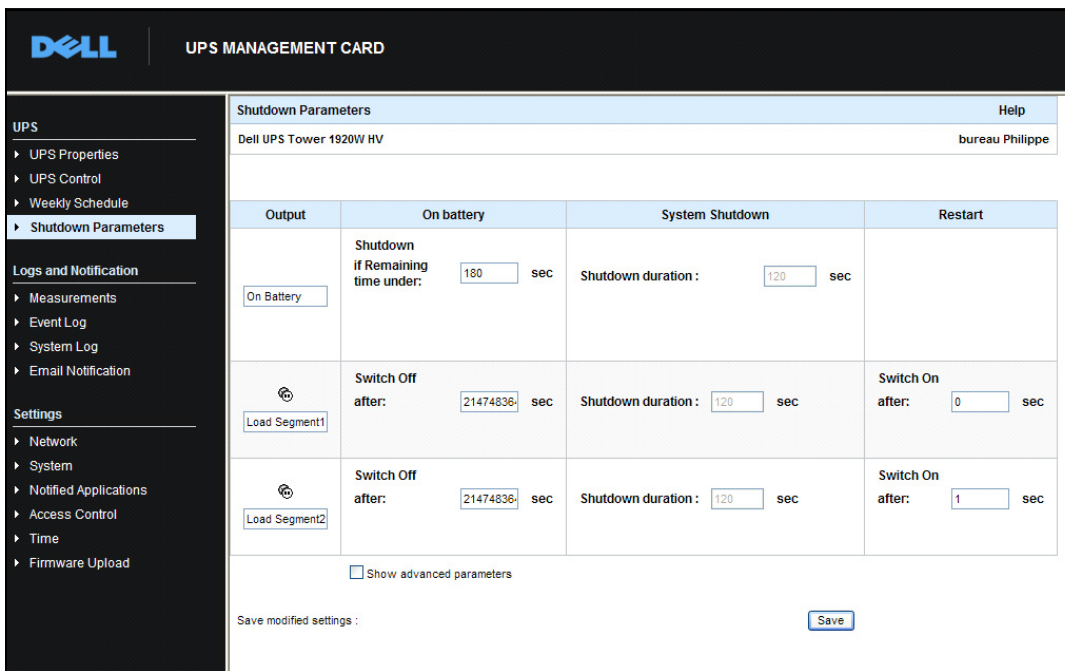 DELL
UPS MANAGEMENT CARD
UPS
UPS Properties
UPS Control
Weekly Schedule
Shutdown Parameters
Logs and Notification
Measurements
Event Log
System Log
Email Notification
Settings
Network
System
Notified Applications
Access Control
Time
Firmware Upload
Shutdown Parameters Help
Dell UPS Tower 1920W HV bureau Philippe
Output On battery System Shutdown Restart
On Battery
Shutdown
if Remaining
time under: 180 sec
Shutdown duration : 120 sec
Load Segment1
Switch Off
after: 21474836 sec
Shutdown duration : 120 sec
Switch On
after: 0 sec
Load Segment2
Switch Off
after: 21474836 sec
Shutdown duration : 120 sec
Switch On
after: 1 sec
Show advanced parameters
Save modified settings :
Save